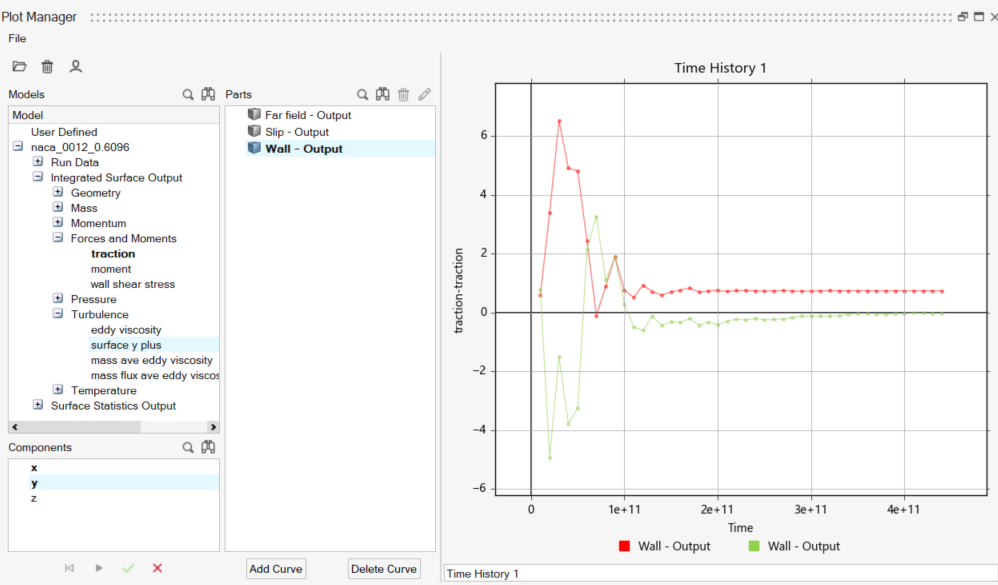 Plot Manager
File
Models
Model
User Defined
naca_0012_0.6096
Run Data
Integrated Surface Output
Geometry
Mass
Momentum
Forces and Moments
traction
moment
wall shear stress
Pressure
Turbulence
eddy viscosity
surface y plus
mass ave eddy viscosity
mass flux ave eddy viscos
Temperature
Surface Statistics Output
Components
x
y
z
Parts
Far field - Output
Slip - Output
Wall - Output
Add Curve
Delete Curve
Time History 1
traction-traction
6
4
2
0
−2
−4
−6
0
1e+11
2e+11
3e+11
4e+11
Time
Wall - Output
Wall - Output
Time History 1